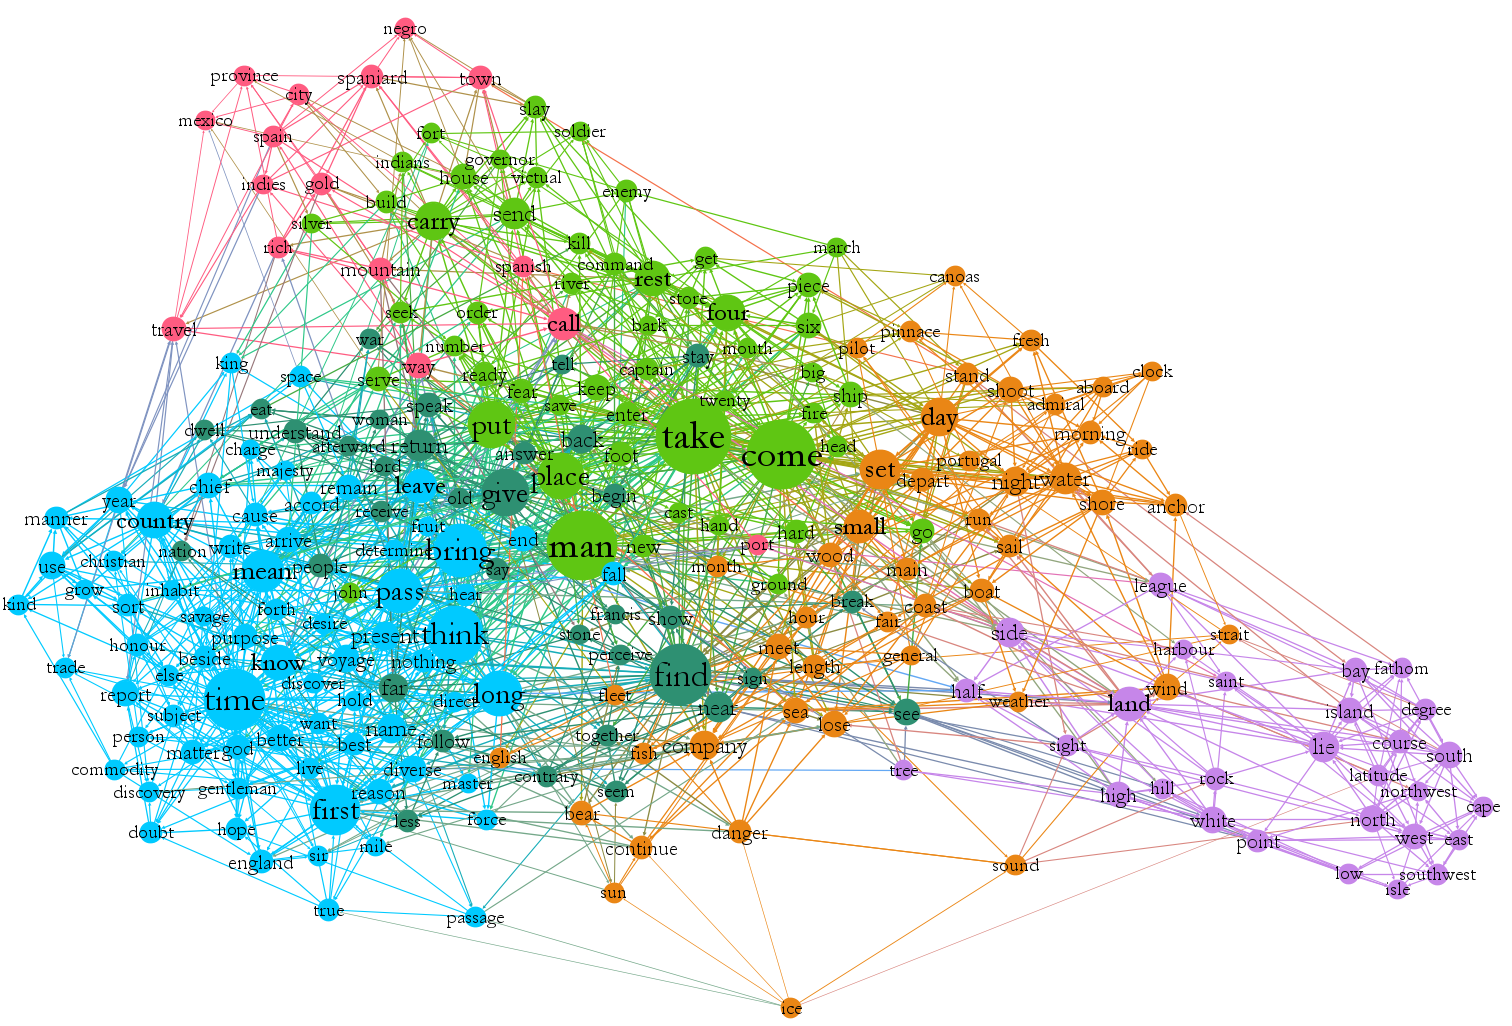 negro
province
spaniard
town
city
mexico
slay
spain
fort
soldier
indians
governor
house
victual
indies
gold
enemy
build
silver
carry
send
rich
kill
march
mountain
spanish
command
get
canoas
river
rest
piece
store
seek
order
four
travel
call
bark
six
pinnace
war
number
mouth
pilot
fresh
king
way
tell
stay
space
serve
ready
captain
big
stand
clock
fear
keep
shoot
aboard
eat
speak
save
twenty
ship
admiral
woman
enter
fire
dwell
understand
put
day
afterward
return
back
take
morning
charge
answer
foot
come
head
ride
majesty
lord
set
portugal
chief
remain
leave
old
give
place
begin
depart
night
water
year
accord
manner
country
cause
receive
cast
shore
anchor
fruit
hand
small
run
write
arrive
end
hard
go
nation
determine
bring
man
new
port
sail
use
christian
mean
people
say
fall
month
wood
main
grow
inhabit
john
pass
hear
ground
league
kind
sort
forth
break
boat
savage
desire
francis
hour
coast
honour
purpose
present
think
stone
show
fair
side
strait
trade
beside
know
voyage
nothing
perceive
meet
general
harbour
else
discover
length
bay
fathom
report
time
hold
far
direct
long
find
sign
half
saint
subject
fleet
near
sea
see
weather
land
wind
island
degree
person
want
name
lose
matter
god
better
best
follow
together
company
sight
lie
course
south
commodity
live
diverse
english
fish
tree
latitude
discovery
gentleman
reason
master
contrary
seem
high
hill
rock
northwest
doubt
hope
first
less
force
bear
danger
white
north
cape
england
sir
mile
continue
point
west
east
sound
low
southwest
sun
isle
true
passage
ice